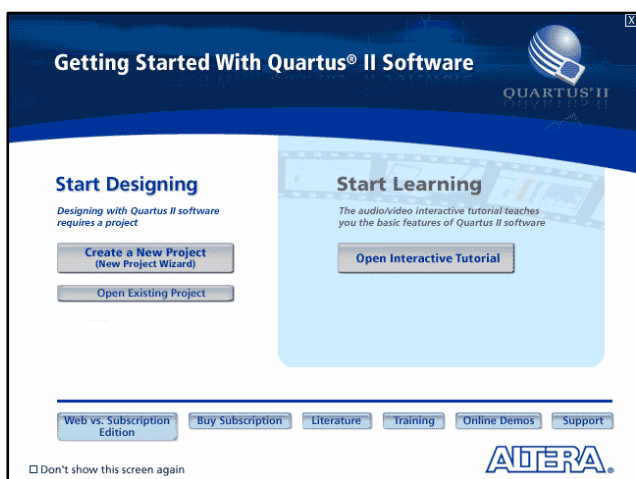 X
Getting Started With Quartus® II Software
QUARTUS® II
Start Designing
Designing with Quartus II software
requires a project
Create a New Project
(New Project Wizard)
Open Existing Project
Start Learning
The audio/video interactive tutorial teaches
you the basic features of Quartus II software
Open Interactive Tutorial
Web vs. Subscription
Edition
Buy Subscription
Literature
Training
Online Demos
Support
Don't show this screen again
ALTERA®